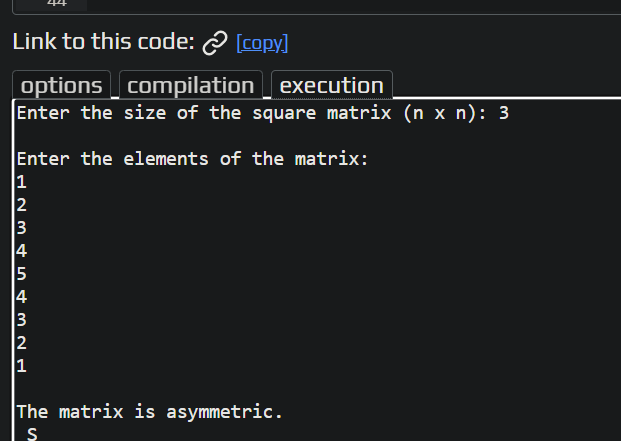 44
Link to this code: [copy]
options compilation execution
Enter the size of the square matrix (n x n): 3
Enter the elements of the matrix:
1
2
3
4
5
4
3
2
1
The matrix is asymmetric.
S